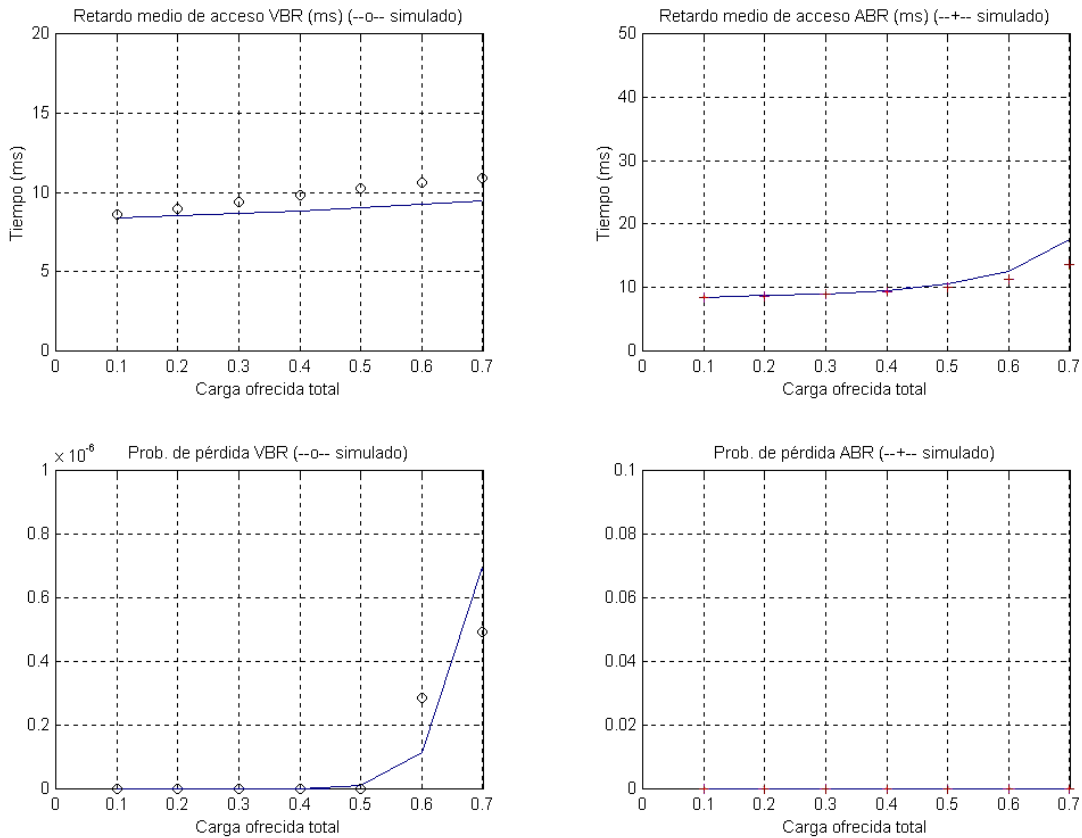 Retardo medio de acceso VBR (ms) (--o-- simulado)
20
15
10
5
0
Tiempo (ms)
0 0.1 0.2 0.3 0.4 0.5 0.6 0.7
Carga ofrecida total
Retardo medio de acceso ABR (ms) (--+-- simulado)
50
40
30
20
10
0
Tiempo (ms)
0 0.1 0.2 0.3 0.4 0.5 0.6 0.7
Carga ofrecida total
x 10-6
Prob. de pérdida VBR (--o-- simulado)
1
0.8
0.6
0.4
0.2
0
0 0.1 0.2 0.3 0.4 0.5 0.6 0.7
Carga ofrecida total
Prob. de pérdida ABR (--+-- simulado)
0.1
0.08
0.06
0.04
0.02
0
0 0.1 0.2 0.3 0.4 0.5 0.6 0.7
Carga ofrecida total